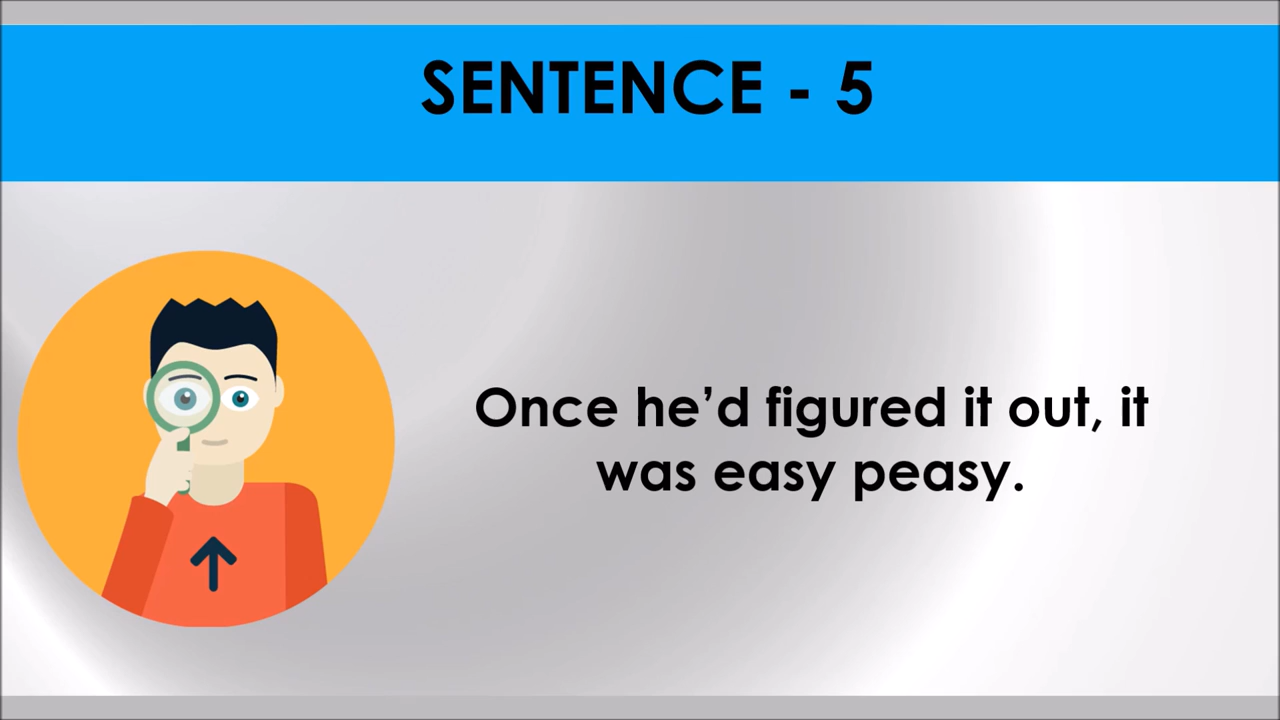 SENTENCE - 5
Once he’d figured it out, it
was easy peasy.